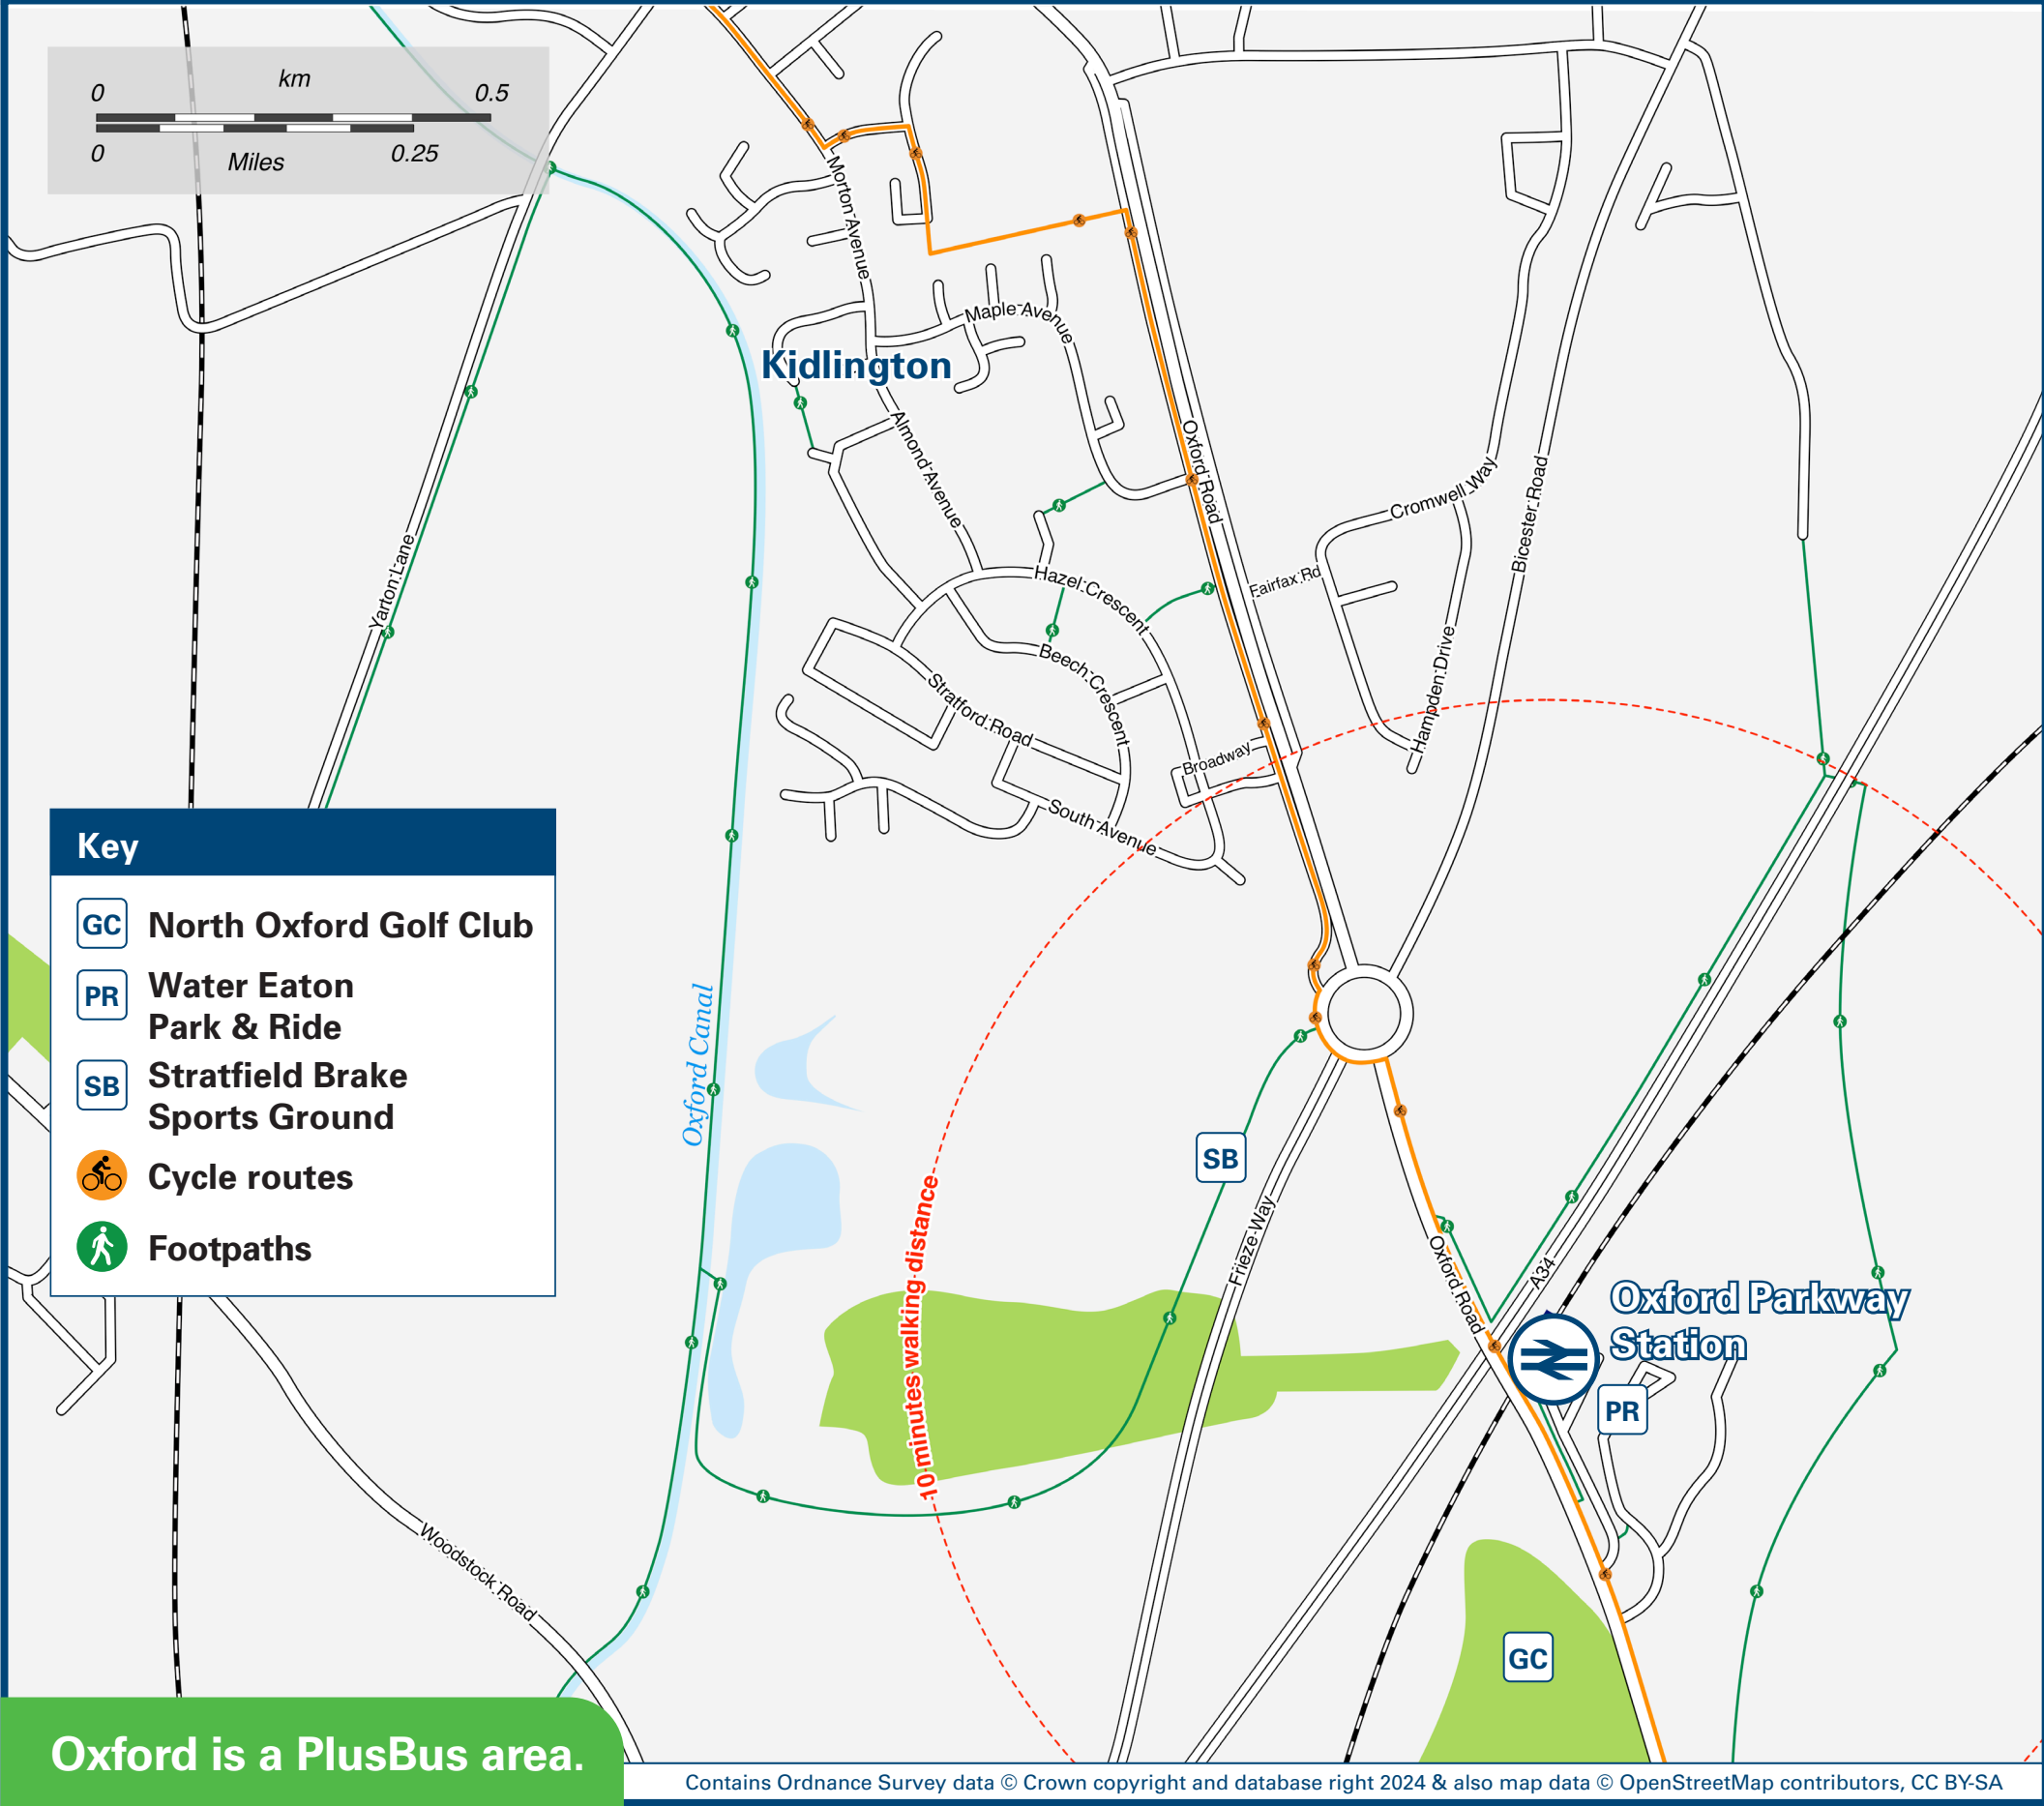 km
0 0.5
0 0.25
Miles
Morton Avenue
Maple Avenue
Kidlington
Almond Avenue
Oxford Road
Cromwell Way
Bicester Road
Yarton Lane
Hazel Crescent
Fairfax Rd
Beech Crescent
Hampden Drive
Stratford Road
Broadway
South Avenue
Key
GC North Oxford Golf Club
PR Water Eaton
Park & Ride
SB Stratfield Brake
Sports Ground
Cycle routes
Footpaths
Oxford Canal
SB
10 minutes walking distance
Frieze Way
Oxford Road
A34
Oxford Parkway
Station
PR
Woodstock Road
GC
Oxford is a PlusBus area.
Contains Ordnance Survey data © Crown copyright and database right 2024 & also map data © OpenStreetMap contributors, CC BY-SA